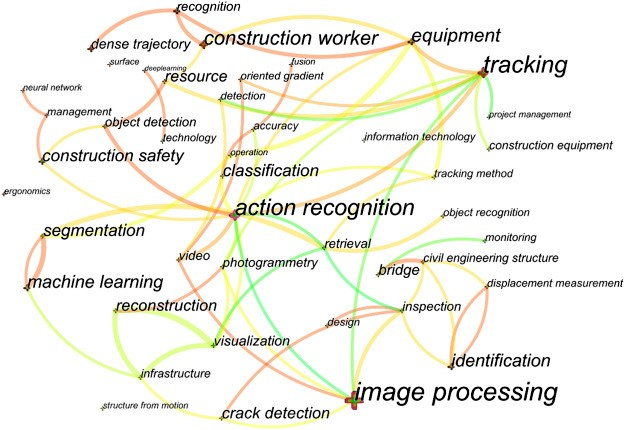 recognition
construction worker
equipment
dense trajectory
surface
deeplearning
fusion
tracking
resource
oriented gradient
neural network
detection
management
project management
object detection
accuracy
technology
information technology
construction equipment
construction safety
operation
classification
tracking method
ergonomics
action recognition
object recognition
segmentation
retrieval
monitoring
video
photogrammetry
bridge
civil engineering structure
machine learning
displacement measurement
reconstruction
inspection
design
visualization
identification
infrastructure
image processing
structure from motion
crack detection